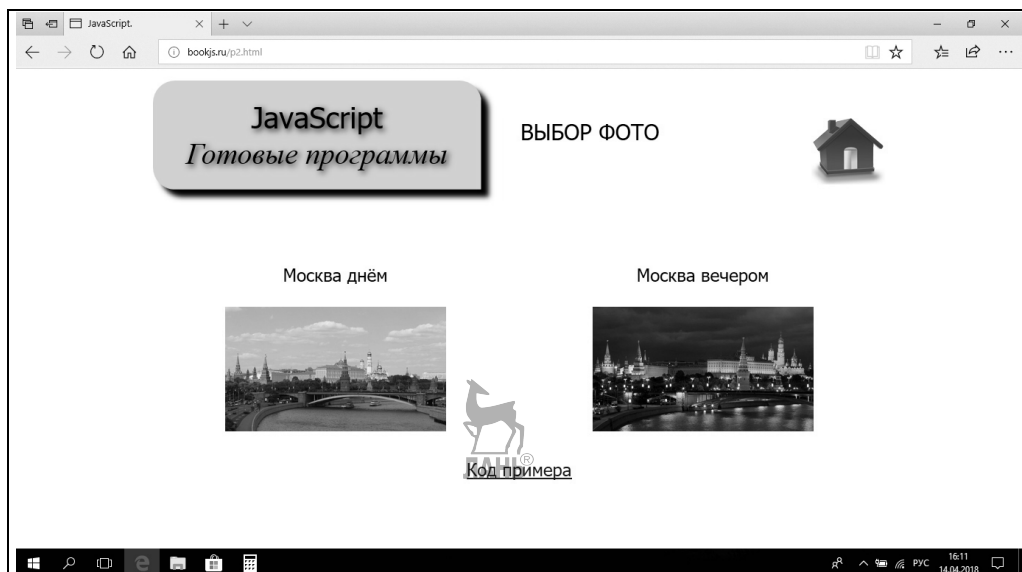 JavaScript.
bookjs.ru/p2.html
JavaScript
Готовые программы
ВЫБОР ФОТО
Москва днём
Москва вечером
ЛАНЬ®
Код примера
РУС
16:11
14.04.2018